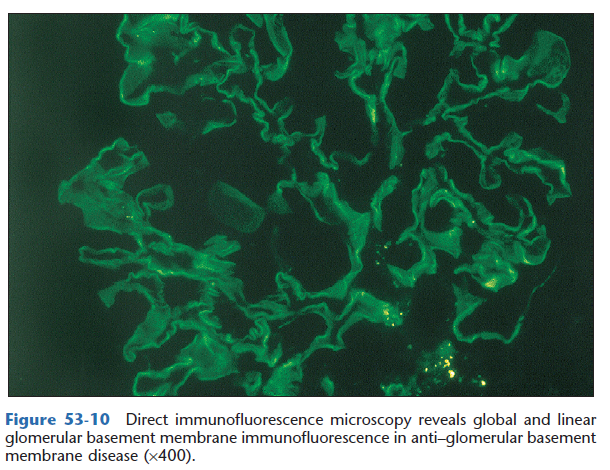 Figure 53-10 Direct immunofluorescence microscopy reveals global and linear
glomerular basement membrane immunofluorescence in anti–glomerular basement
membrane disease (×400).